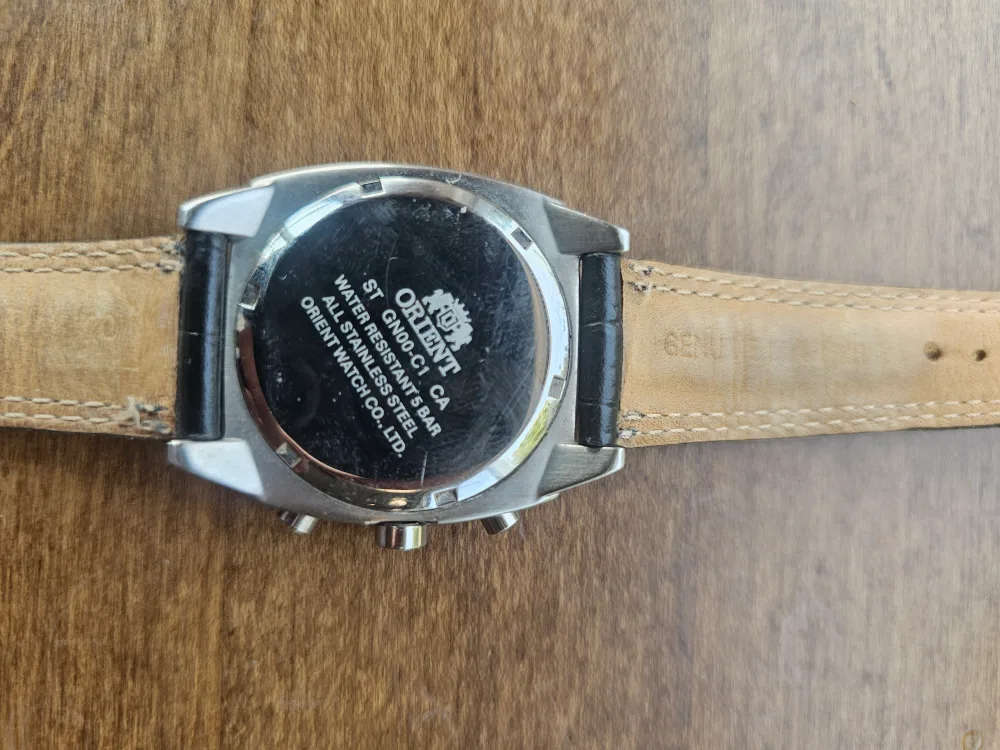 ORIENT
ST GN00-C1 CA
WATER RESISTANT 5 BAR
ALL STAINLESS STEEL
ORIENT WATCH CO., LTD.